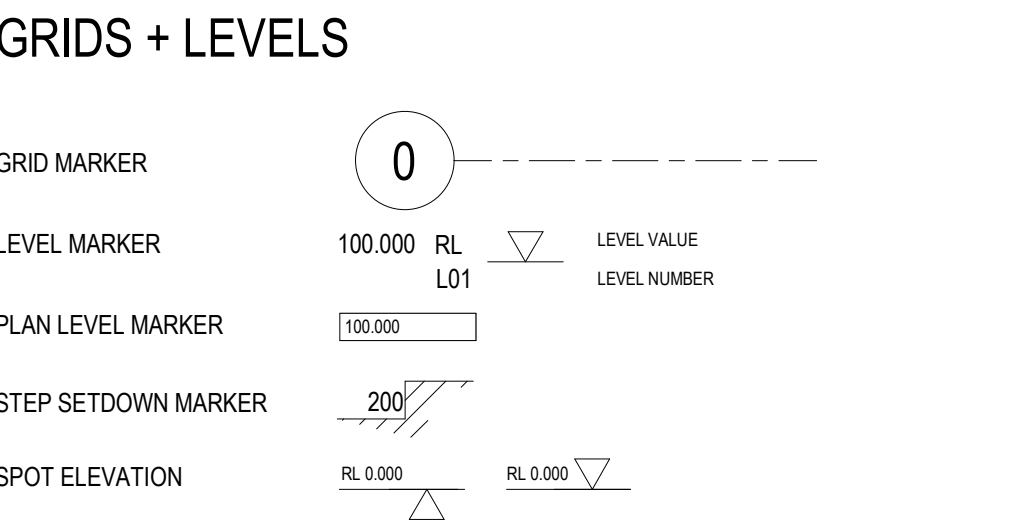 GRIDS + LEVELS
GRID MARKER 0
LEVEL MARKER 100.000 RL LEVEL VALUE
L01 LEVEL NUMBER
PLAN LEVEL MARKER 100.000
STEP SETDOWN MARKER 200
SPOT ELEVATION RL 0.000 RL 0.000